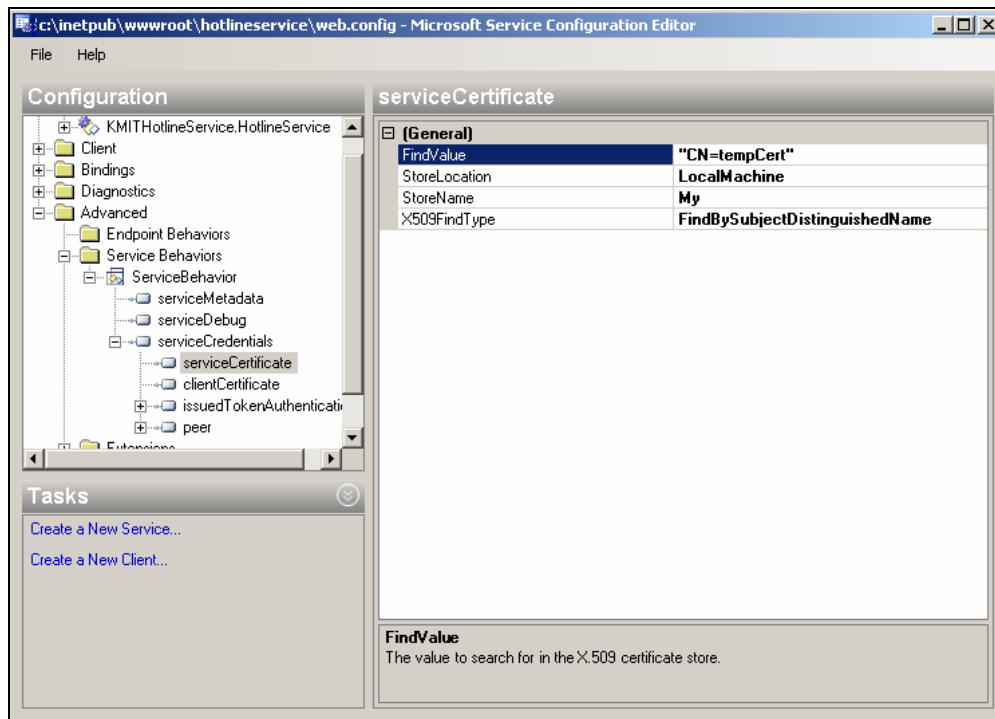 c:\inetpub\wwwroot\hotlineservice\web.config - Microsoft Service Configuration Editor
File Help
Configuration
KMITHotlineService.HotlineService
Client
Bindings
Diagnostics
Advanced
Endpoint Behaviors
Service Behaviors
ServiceBehavior
serviceMetadata
serviceDebug
serviceCredentials
serviceCertificate
clientCertificate
issuedTokenAuthenticati
peer
Extensions
Tasks
Create a New Service...
Create a New Client...
serviceCertificate
(General)
FindValue "CN=tempCert"
StoreLocation LocalMachine
StoreName My
X509FindType FindBySubjectDistinguishedName
FindValue
The value to search for in the X.509 certificate store.